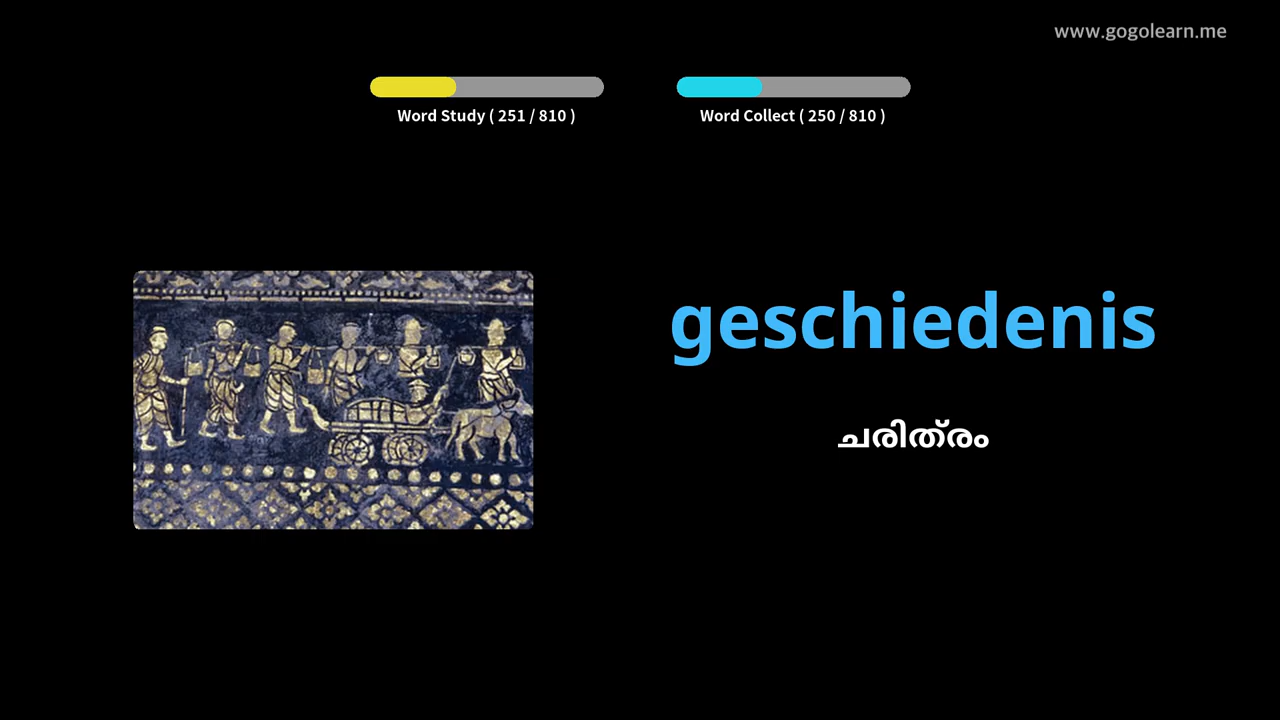 www.gogolearn.me
Word Study ( 251 / 810 )
Word Collect ( 250 / 810 )
geschiedenis
ചരിത്രം